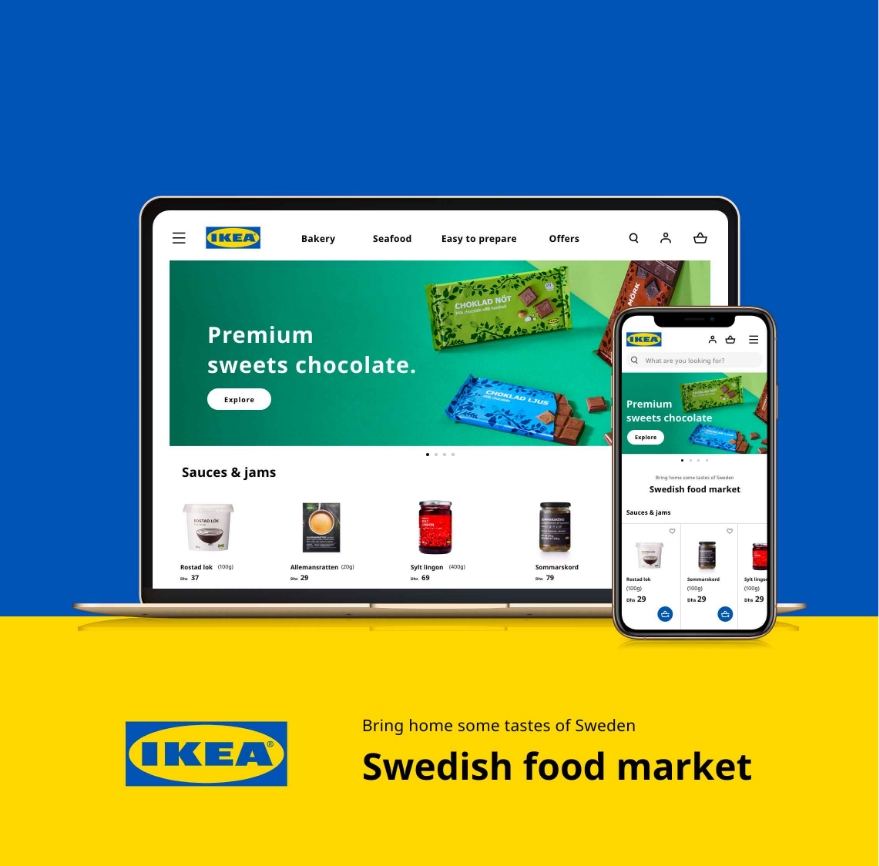 IKEA
Bakery Seafood Easy to prepare Offers
CHOKLAD NÖT
MÖRK
CHOKLAD LJUS
Premium
sweets chocolate.
Explore
Sauces & jams
ROSTAD LÖK
Rostad lok (100g)
Dhs 37
Allemansratten (20g)
Dhs 29
Sylt lingon (400g)
Dhs 69
Sommarskord
Dhs 79
IKEA
What are you looking for?
Premium
sweets chocolate
Explore
Bring home some tastes of Sweden
Swedish food market
Sauces & jams
Rostad lok
(100g)
Dhs 29
Sommarskord
(100g)
Dhs 29
Sylt lingon
(100g)
Dhs 29
IKEA®
Bring home some tastes of Sweden
Swedish food market